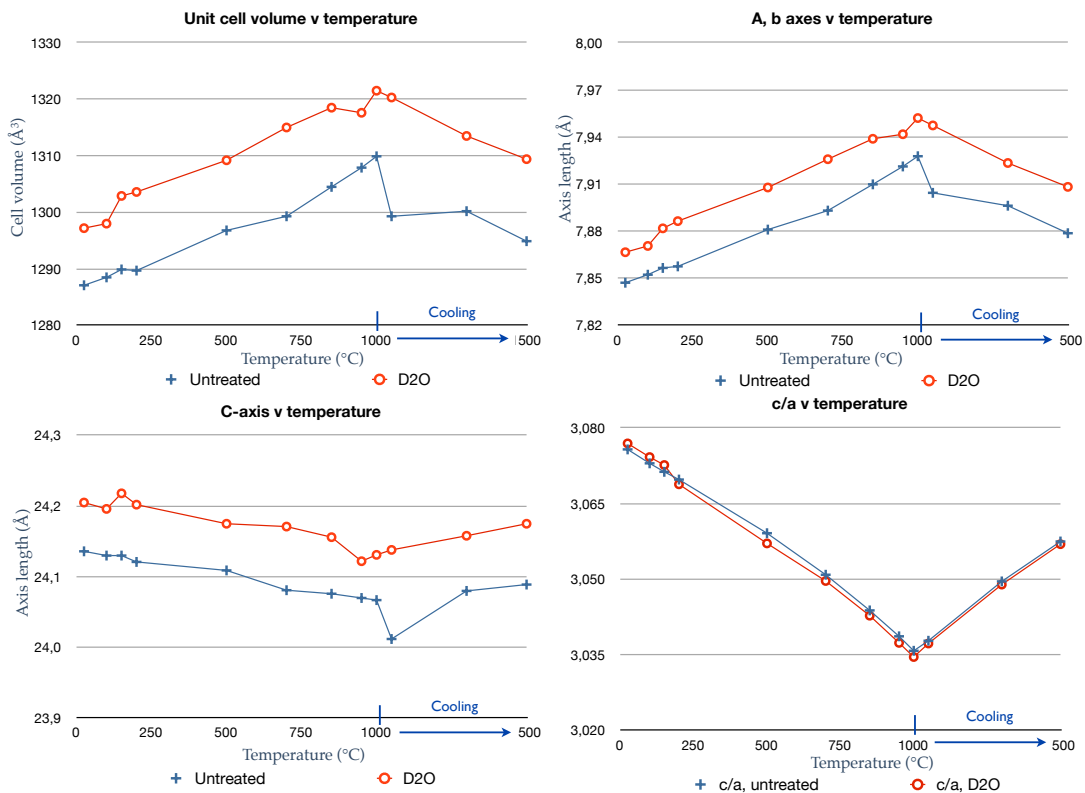 Unit cell volume v temperature
1330
1320
1310
1300
1290
1280
Cell volume (Å³)
0 250 500 750 1000 500
Cooling
Temperature (°C)
Untreated D2O
A, b axes v temperature
8,00
7,97
7,94
7,91
7,88
7,85
7,82
Axis length (Å)
0 250 500 750 1000 500
Cooling
Temperature (°C)
Untreated D2O
C-axis v temperature
24,3
24,2
24,1
24,0
23,9
Axis length (Å)
0 250 500 750 1000 500
Cooling
Temperature (°C)
Untreated D2O
c/a v temperature
3,080
3,065
3,050
3,035
3,020
0 250 500 750 1000 500
Cooling
Temperature (°C)
c/a, untreated c/a, D2O